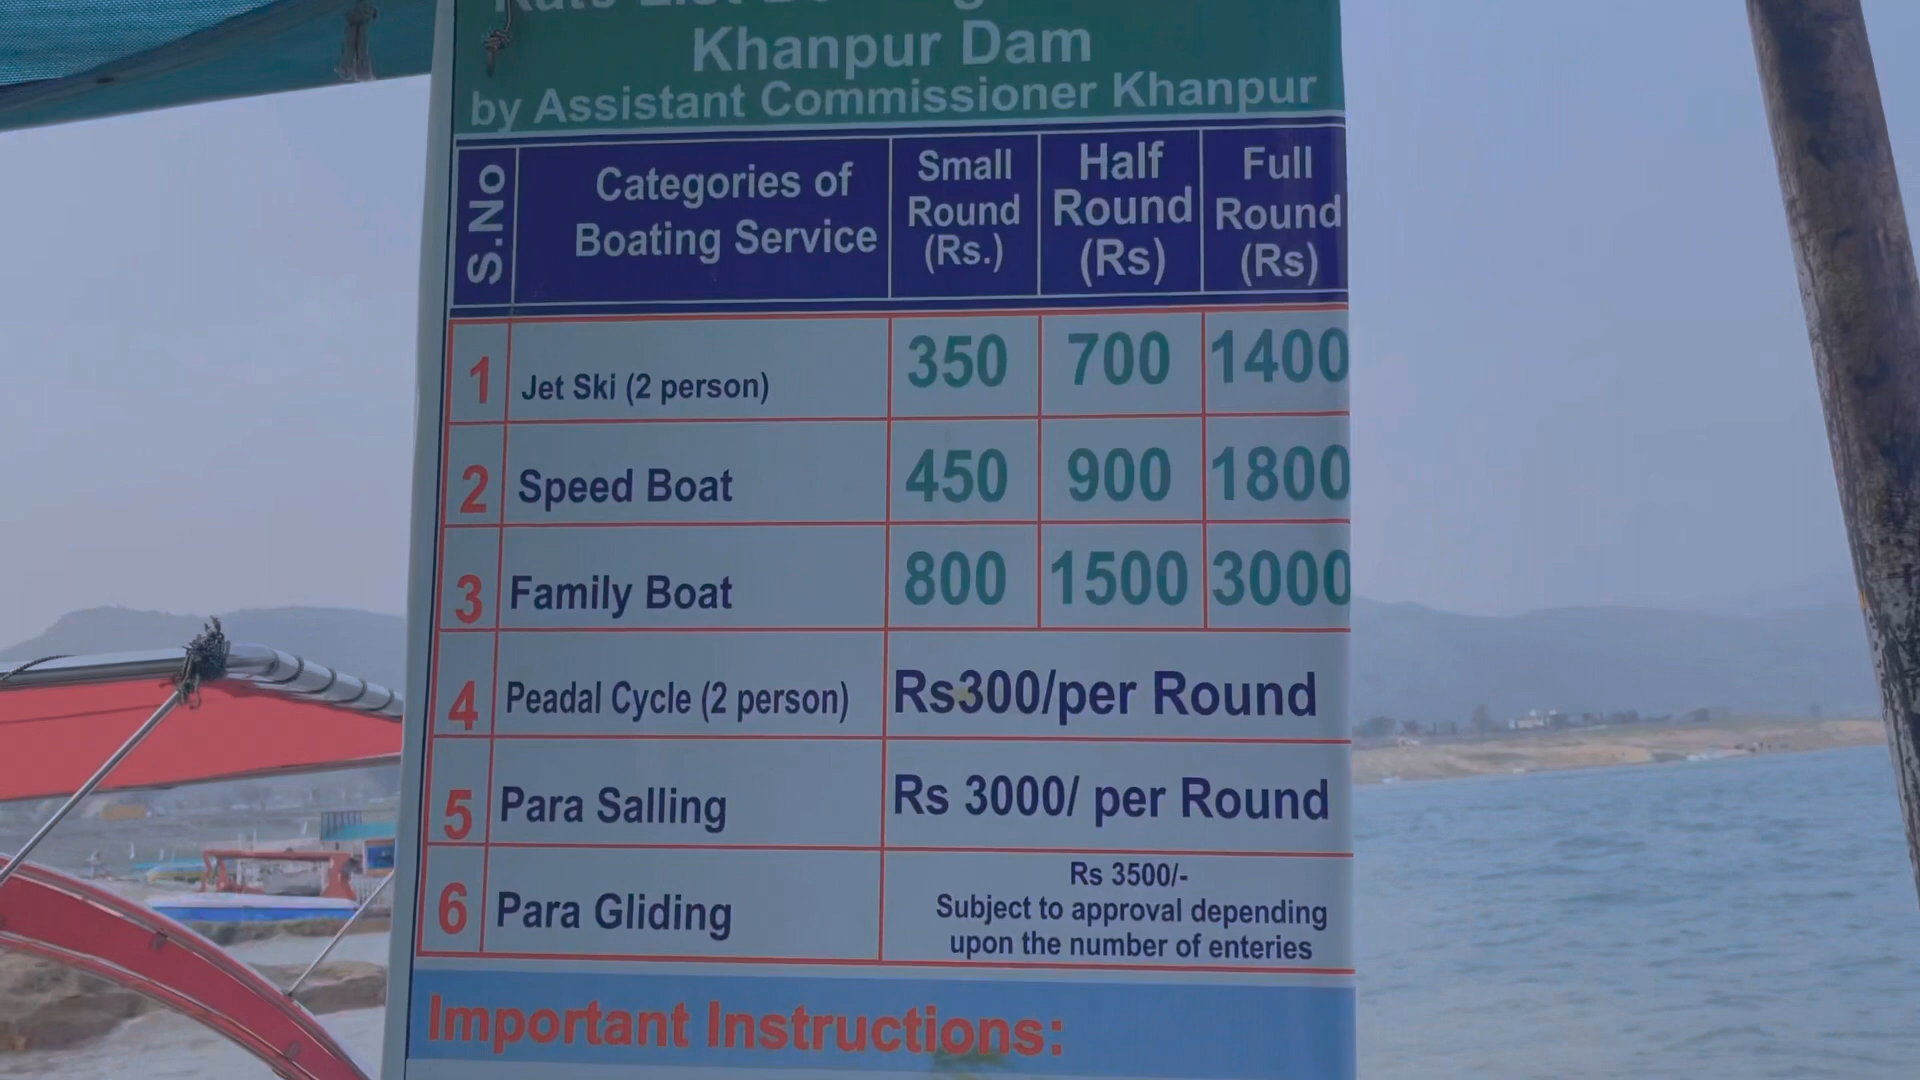 Khanpur Dam
by Assistant Commissioner Khanpur
S.No
Categories of Boating Service
Small Round (Rs.)
Half Round (Rs)
Full Round (Rs)
1 Jet Ski (2 person) 350 700 1400
2 Speed Boat 450 900 1800
3 Family Boat 800 1500 3000
4 Peadal Cycle (2 person) Rs300/per Round
5 Para Salling Rs 3000/ per Round
6 Para Gliding Rs 3500/-
Subject to approval depending
upon the number of enteries
Important Instructions: